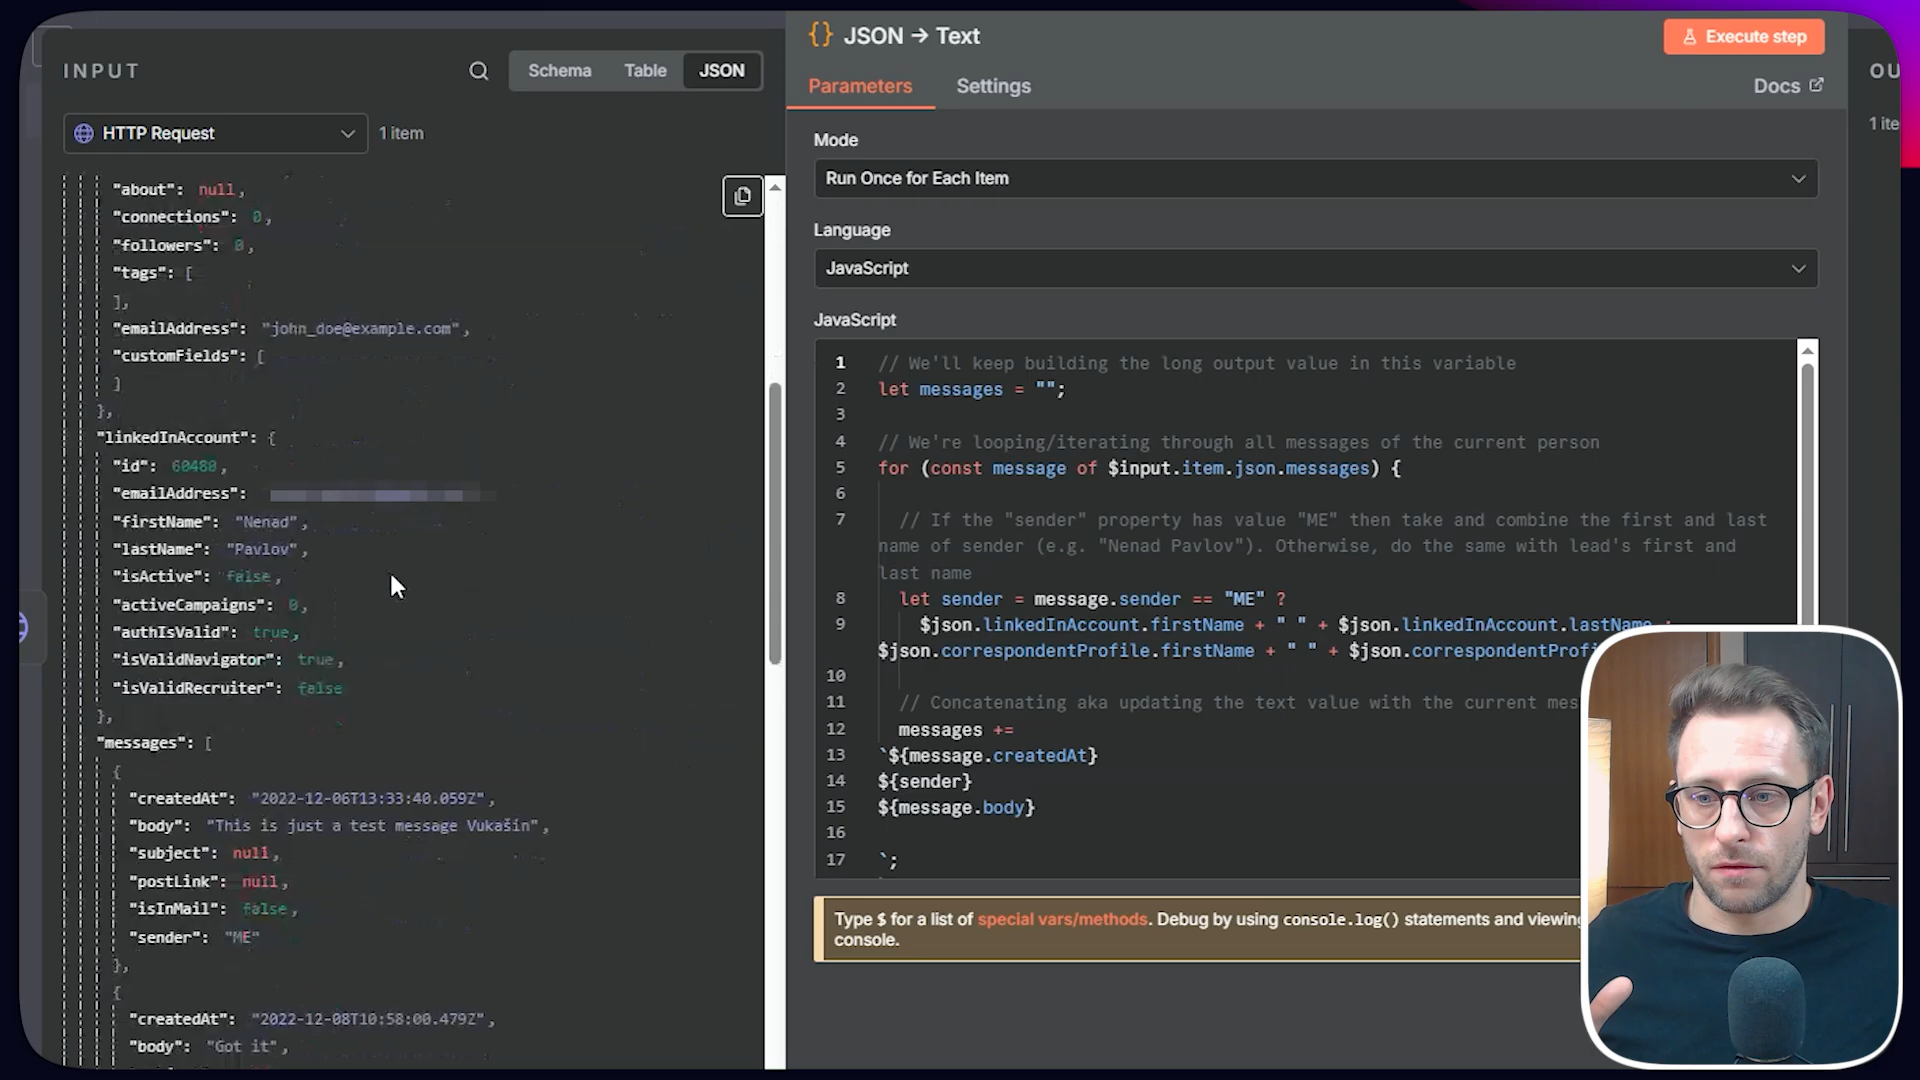 INPUT
Schema
Table
JSON
HTTP Request
1 item
"about": null,
"connections": 0,
"followers": 0,
"tags": [
],
"emailAddress": "john_doe@example.com",
"customFields": [
]
},
"linkedInAccount": {
"id": 60480,
"emailAddress":
"firstName": "Nenad",
"lastName": "Pavlov",
"isActive": false,
"activeCampaigns": 0,
"authIsValid": true,
"isValidNavigator": true,
"isValidRecruiter": false
},
"messages": [
{
"createdAt": "2022-12-06T13:33:40.059Z",
"body": "This is just a test message Vukašin",
"subject": null,
"postLink": null,
"isInMail": false,
"sender": "ME"
},
{
"createdAt": "2022-12-08T10:58:00.479Z",
"body": "Got it",
{} JSON → Text
Execute step
Parameters
Settings
Docs
Mode
Run Once for Each Item
Language
JavaScript
JavaScript
1 // We'll keep building the long output value in this variable
2 let messages = "";
3
4 // We're looping/iterating through all messages of the current person
5 for (const message of $input.item.json.messages) {
6
7 // If the "sender" property has value "ME" then take and combine the first and last
name of sender (e.g. "Nenad Pavlov"). Otherwise, do the same with lead's first and
last name
8 let sender = message.sender == "ME" ?
9 $json.linkedInAccount.firstName + " " + $json.linkedInAccount.lastName :
$json.correspondentProfile.firstName + " " + $json.correspondentProfi
10
11 // Concatenating aka updating the text value with the current mes
12 messages +=
13 `${message.createdAt}
14 ${sender}
15 ${message.body}
16
17 `;
Type $ for a list of special vars/methods. Debug by using console.log() statements and viewing
console.
OU
1 ite